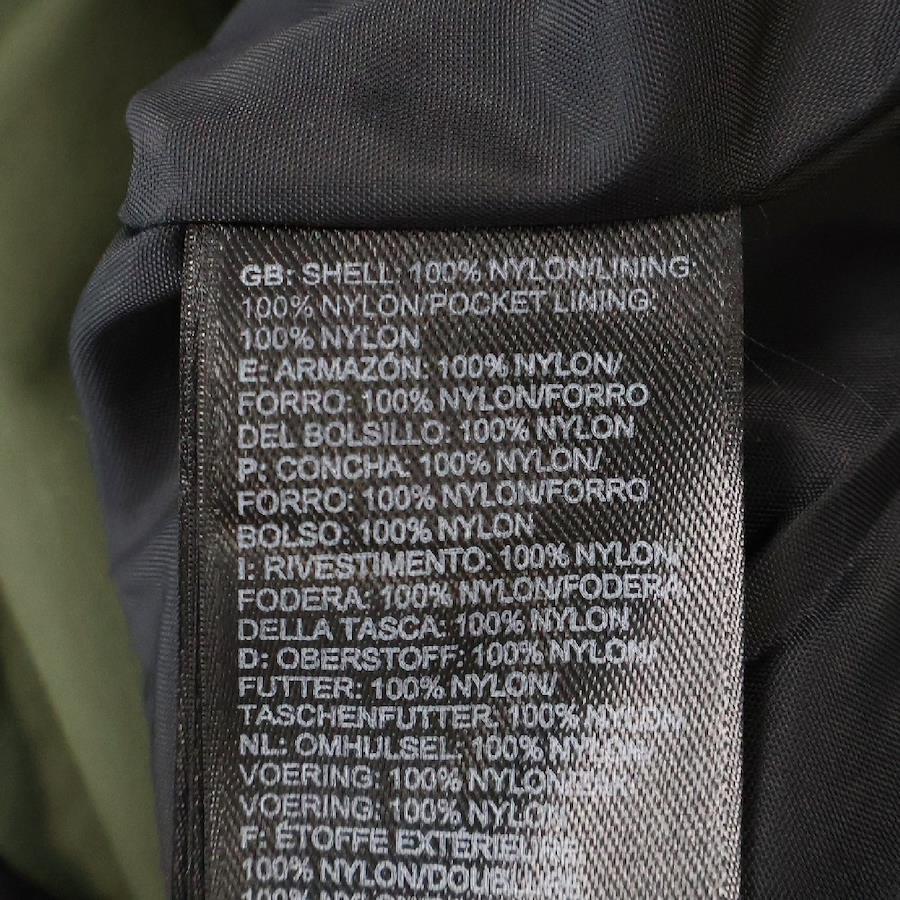 GB: SHELL: 100% NYLON/LINING:
100% NYLON/POCKET LINING:
100% NYLON
E: ARMAZÓN: 100% NYLON/
FORRO: 100% NYLON/FORRO
DEL BOLSILLO: 100% NYLON
P: CONCHA: 100% NYLON/
FORRO: 100% NYLON/FORRO
BOLSO: 100% NYLON
I: RIVESTIMENTO: 100% NYLON/
FODERA: 100% NYLON/FODERA
DELLA TASCA: 100% NYLON
D: OBERSTOFF: 100% NYLON/
FUTTER: 100% NYLON/
TASCHENFUTTER: 100% NYLON
NL: OMHULSEL: 100% NYLON/
VOERING: 100% NYLON/
VOERING: 100% NYLON
F: ÉTOFFE EXTÉRIEURE:
100% NYLON/DOUBLURE:
100% NYLON